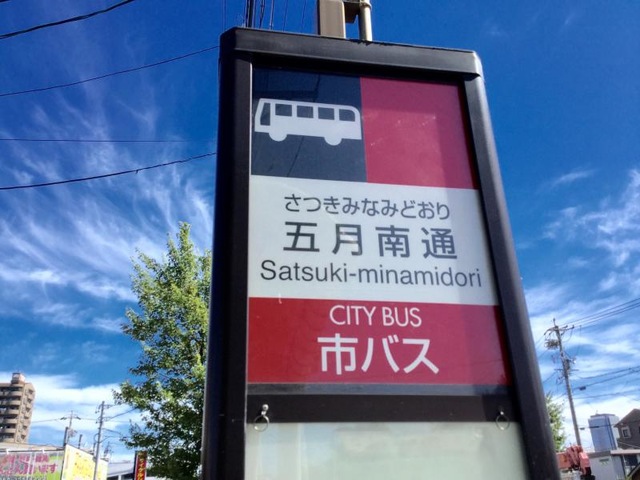 さつきみなみどおり
五月南通
Satsuki-minamidori
CITY BUS
市バス